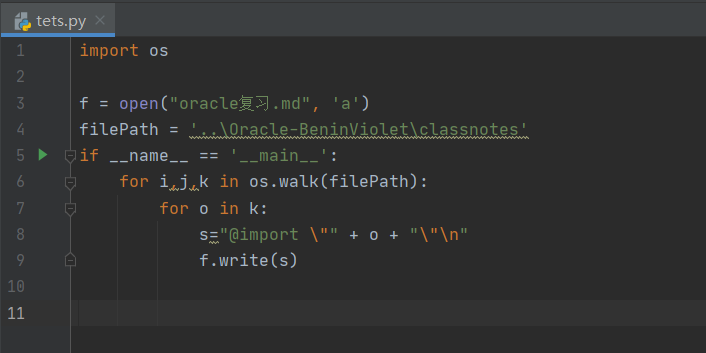 tets.py
1 import os
2
3 f = open("oracle复习.md", 'a')
4 filePath = '..\Oracle-BeninViolet\classnotes'
5 if __name__ == '__main__':
6     for i,j,k in os.walk(filePath):
7         for o in k:
8             s="@import \"" + o + "\"\n"
9             f.write(s)
10
11